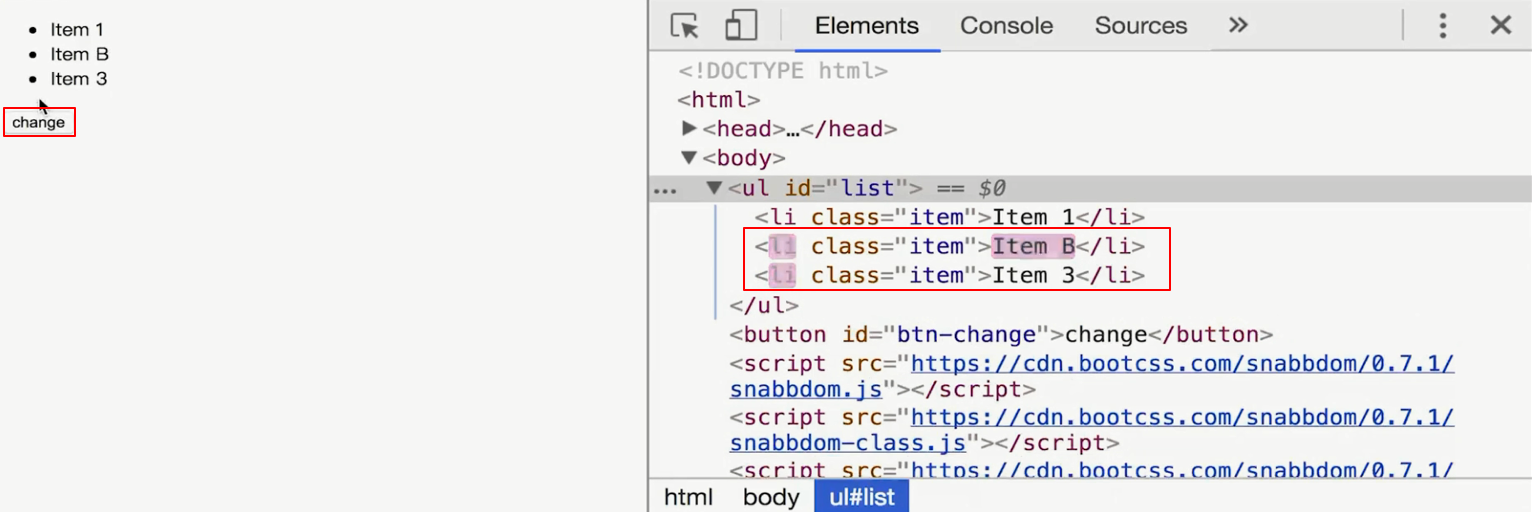 Item 1
Item B
Item 3
change
Elements Console Sources »
<!DOCTYPE html>
<html>
<head>…</head>
<body>
… <ul id="list"> == $0
<li class="item">Item 1</li>
<li class="item">Item B</li>
<li class="item">Item 3</li>
</ul>
<button id="btn-change">change</button>
<script src="https://cdn.bootcss.com/snabbdom/0.7.1/
snabbdom.js"></script>
<script src="https://cdn.bootcss.com/snabbdom/0.7.1/
snabbdom-class.js"></script>
<script src="https://cdn.bootcss.com/snabbdom/0.7.1/
html body ul#list